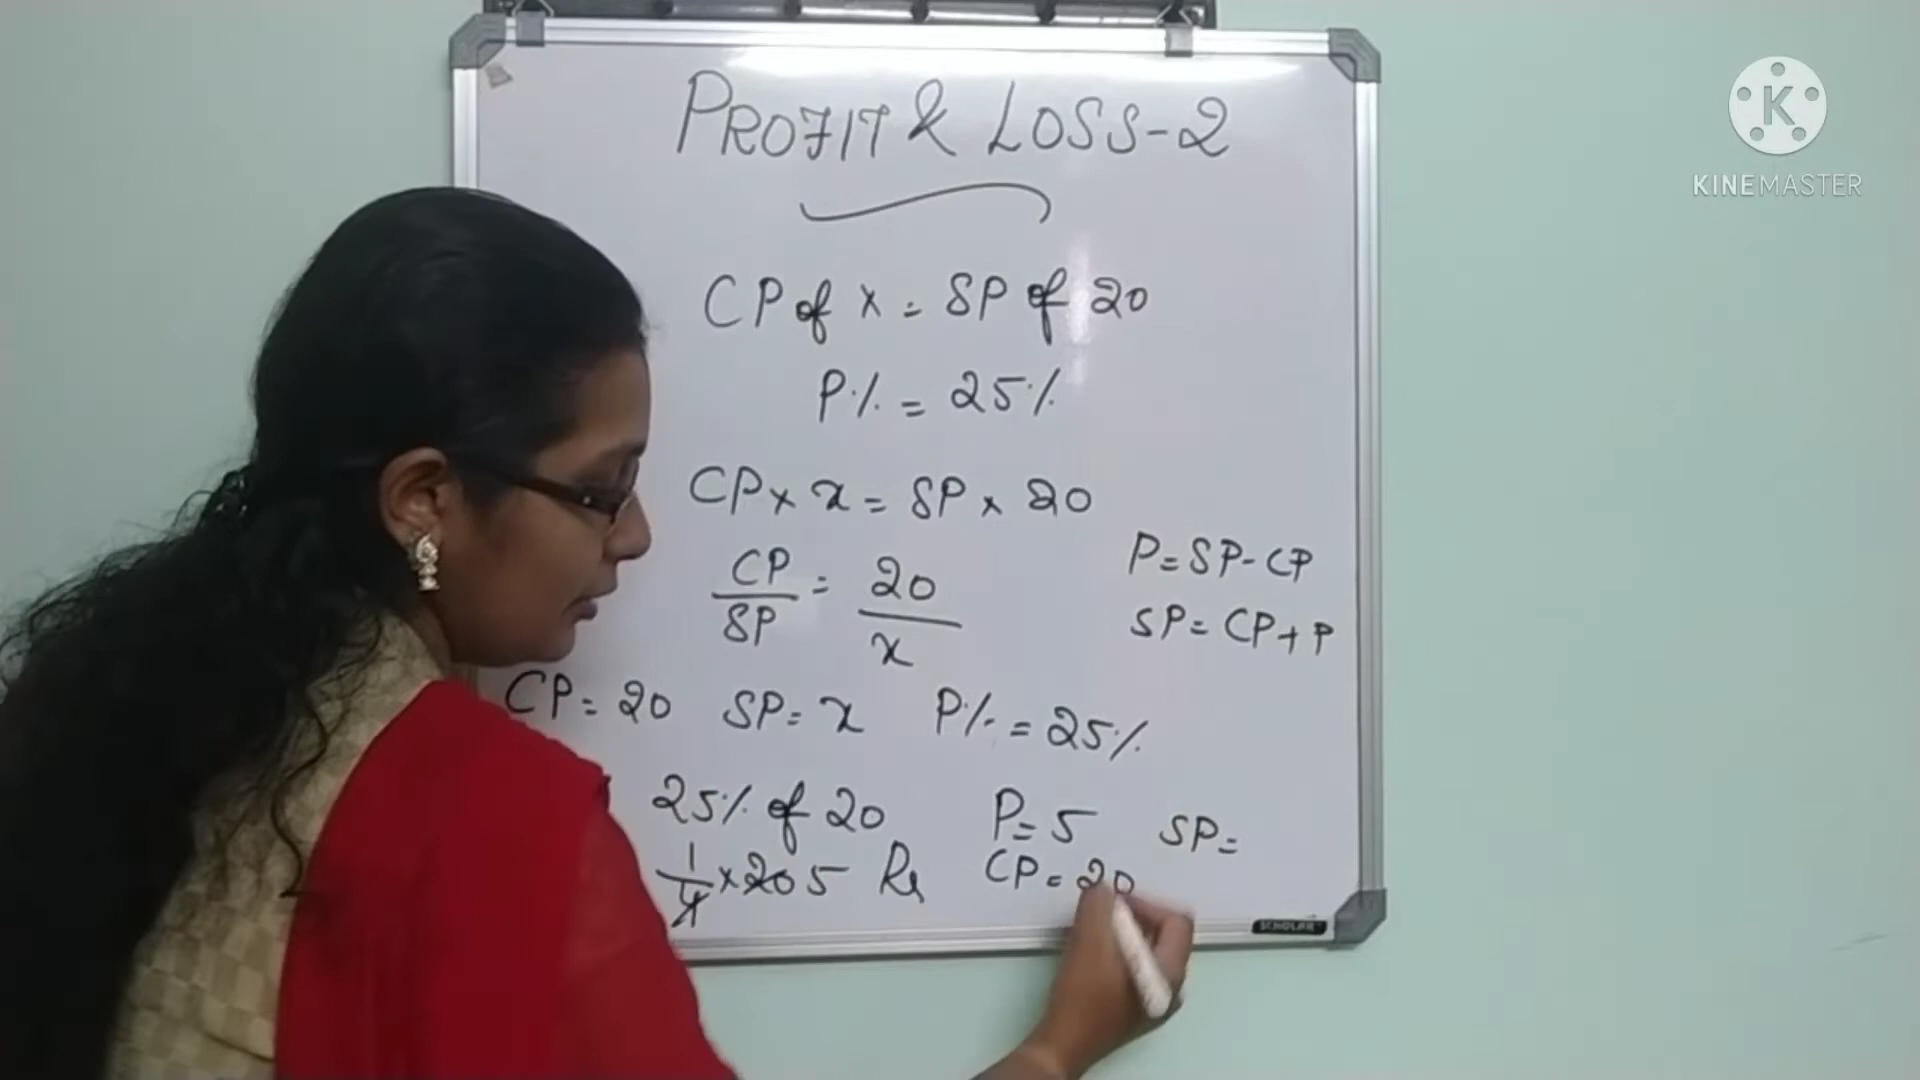 PROFIT & LOSS-2
KINEMASTER
CP of x = SP of 20
P% = 25%
CP × x = SP × 20
P = SP - CP
CP/SP = 20/x
SP = CP + P
CP = 20 SP = x P% = 25%
25% of 20 P = 5 SP =
1/4 × 20 5 Rs CP = 20
SCHOLAR